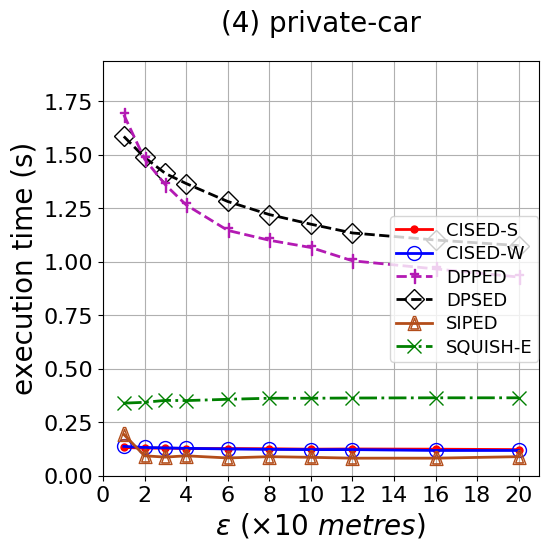 (4) private-car
execution time (s)
1.75
1.50
1.25
1.00
0.75
0.50
0.25
0.00
CISED-S
CISED-W
DPPED
DPSED
SIPED
SQUISH-E
0 2 4 6 8 10 12 14 16 18 20
ε (×10 metres)